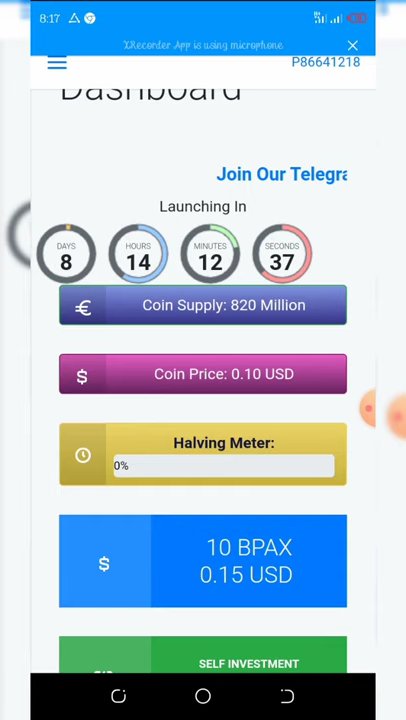 8:17
XRecorder App is using microphone
P86641218
Dashboard
Join Our Telegra
Launching In
DAYS
8
HOURS
14
MINUTES
12
SECONDS
37
€
Coin Supply: 820 Million
$
Coin Price: 0.10 USD
Halving Meter:
0%
$
10 BPAX
0.15 USD
SELF INVESTMENT